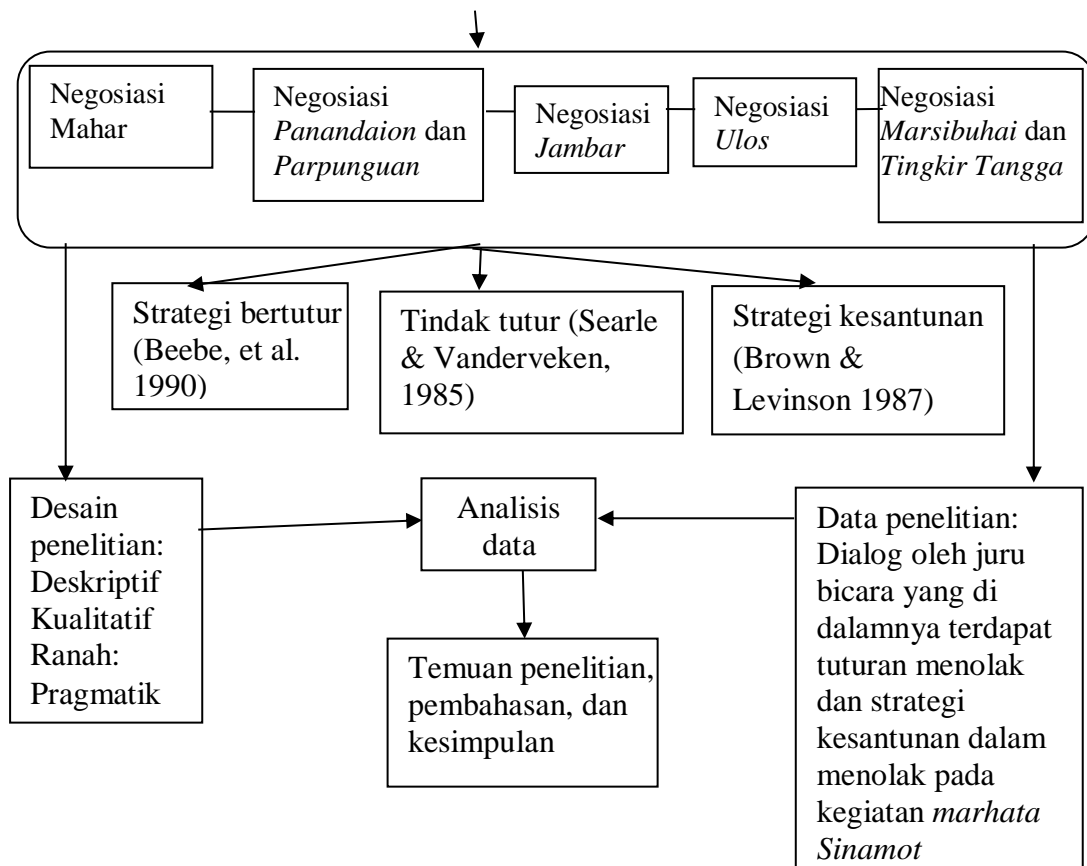 Negosiasi
Mahar
Negosiasi
Panandaion dan
Parpunguan
Negosiasi
Jambar
Negosiasi
Ulos
Negosiasi
Marsibuhai dan
Tingkir Tangga
Strategi bertutur
(Beebe, et al.
1990)
Tindak tutur (Searle
& Vanderveken,
1985)
Strategi kesantunan
(Brown &
Levinson 1987)
Desain
penelitian:
Deskriptif
Kualitatif
Ranah:
Pragmatik
Analisis
data
Temuan penelitian,
pembahasan, dan
kesimpulan
Data penelitian:
Dialog oleh juru
bicara yang di
dalamnya terdapat
tuturan menolak
dan strategi
kesantunan dalam
menolak pada
kegiatan marhata
Sinamot